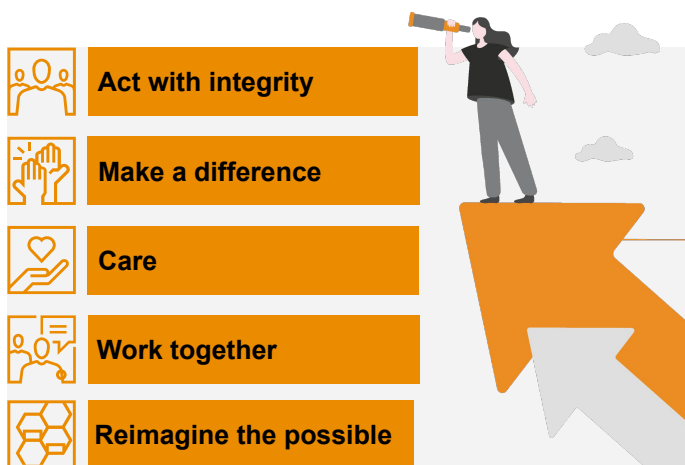 Act with integrity
Make a difference
Care
Work together
Reimagine the possible